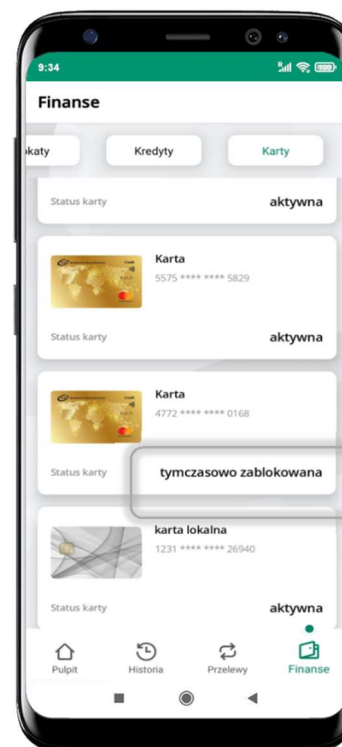 9:34
Finanse
okaty
Kredyty
Karty
Status karty
aktywna
Karta
5575 **** **** 5829
Status karty
aktywna
Karta
4772 **** **** 0168
Status karty
tymczasowo zablokowana
karta lokalna
1231 **** **** 26940
Status karty
aktywna
Pulpit
Historia
Przelewy
Finanse